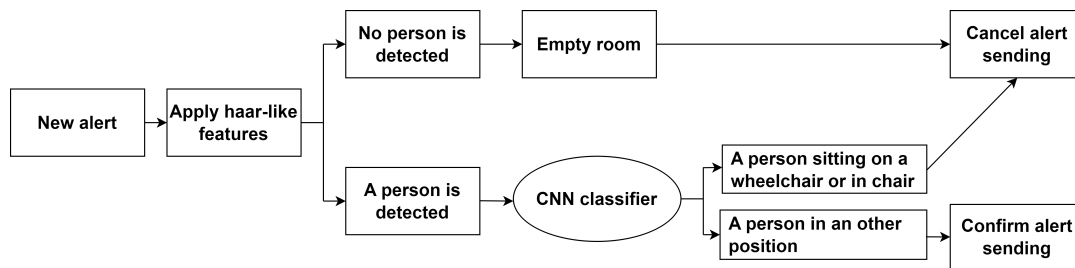 New alert
Apply haar-like
features
No person is
detected
Empty room
Cancel alert
sending
A person is
detected
CNN classifier
A person sitting on a
wheelchair or in chair
A person in an other
position
Confirm alert
sending